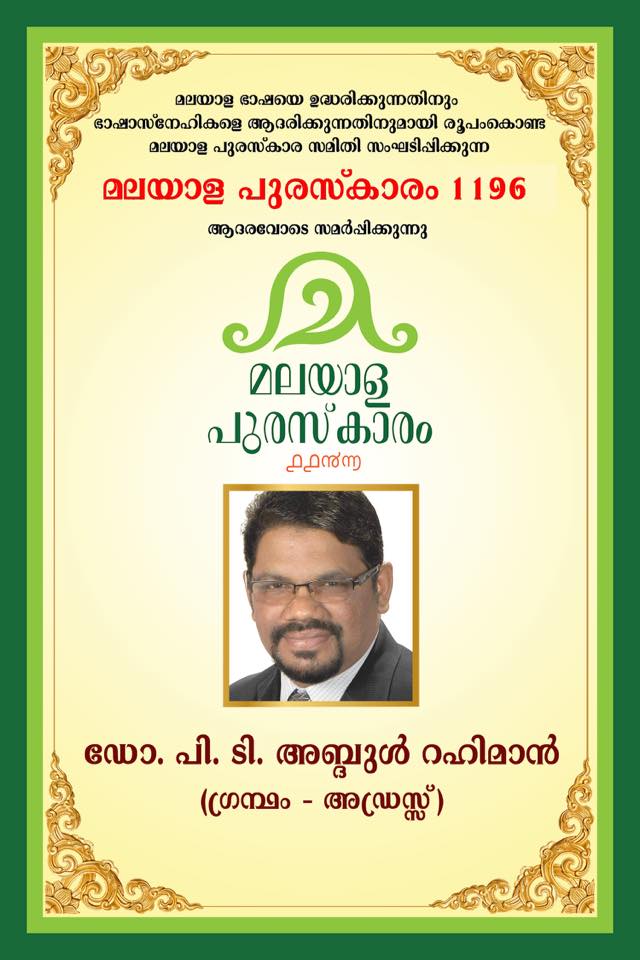 മലയാള ഭാഷയെ ഉദ്ധരിക്കുന്നതിനും
ഭാഷാസ്നേഹികളെ ആദരിക്കുന്നതിനുമായി രൂപംകൊണ്ട
മലയാള പുരസ്കാര സമിതി സംഘടിപ്പിക്കുന്ന
മലയാള പുരസ്കാരം 1196
ആദരവോടെ സമർപ്പിക്കുന്നു
മലയാള
പുരസ്കാരം
൧൧൯൬
ഡോ. പി. ടി. അബ്ദുൾ റഹിമാൻ
(ഗ്രന്ഥം - അഡ്രസ്സ്)